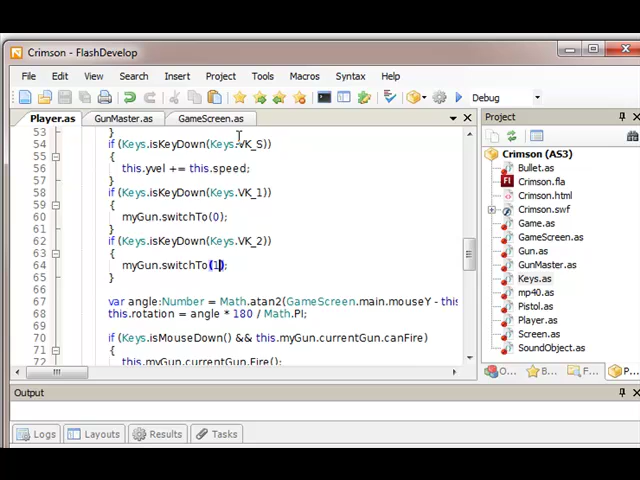 Crimson - FlashDevelop
File Edit View Search Insert Project Tools Macros Syntax Help
Debug
Player.as GunMaster.as GameScreen.as
53 }
54 if (Keys.isKeyDown(Keys.VK_S))
55 {
56 this.yvel += this.speed;
57 }
58 if (Keys.isKeyDown(Keys.VK_1))
59 {
60 myGun.switchTo(0);
61 }
62 if (Keys.isKeyDown(Keys.VK_2))
63 {
64 myGun.switchTo(1);
65 }
66
67 var angle:Number = Math.atan2(GameScreen.main.mouseY - this
68 this.rotation = angle * 180 / Math.PI;
69
70 if (Keys.isMouseDown() && this.myGun.currentGun.canFire)
71 {
this.myGun.currentGun.Fire();
Project
Crimson (AS3)
Bullet.as
Crimson.fla
Crimson.html
Crimson.swf
Game.as
GameScreen.as
Gun.as
GunMaster.as
Keys.as
mp40.as
Pistol.as
Player.as
Screen.as
SoundObject.as
O... B... F... P...
Output
Logs Layouts Results Tasks